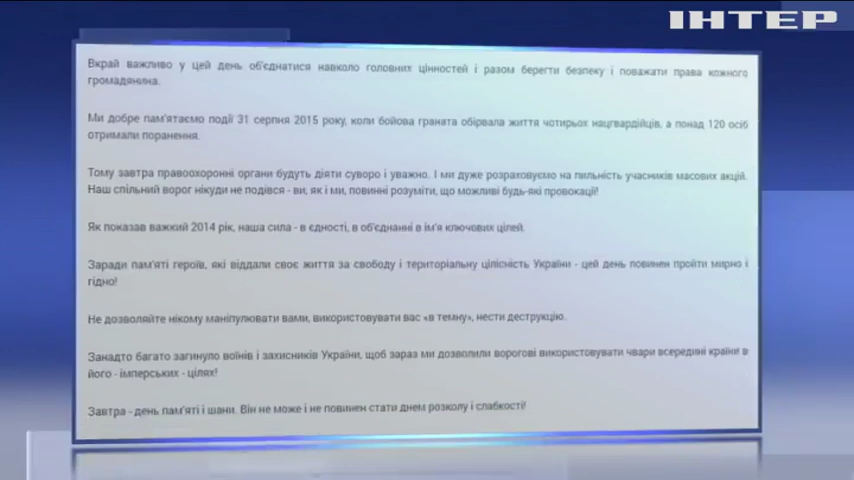 ІНТЕР
Вкрай важливо у цей день об'єднатися навколо головних цінностей і разом берегти безпеку і поважати права кожного
громадянина.
Ми добре пам'ятаємо події 31 серпня 2015 року, коли бойова граната обірвала життя чотирьох нацгвардійців, а понад 120 осіб
отримали поранення.
Тому завтра правоохоронні органи будуть діяти суворо і уважно. І ми дуже розраховуємо на пильність учасників масових акцій.
Наш спільний ворог нікуди не подівся - ви, як і ми, повинні розуміти, що можливі будь-які провокації!
Як показав важкий 2014 рік, наша сила - в єдності, в об'єднанні в ім'я ключових цілей.
Заради пам'яті героїв, які віддали своє життя за свободу і територіальну цілісність України - цей день повинен пройти мирно і
гідно!
Не дозволяйте нікому маніпулювати вами, використовувати вас «в темну», нести деструкцію.
Занадто багато загинуло воїнів і захисників України, щоб зараз ми дозволили ворогові використовувати чвари всередині країни в
його - імперських - цілях!
Завтра - день пам'яті і шани. Він не може і не повинен стати днем розколу і слабкості!